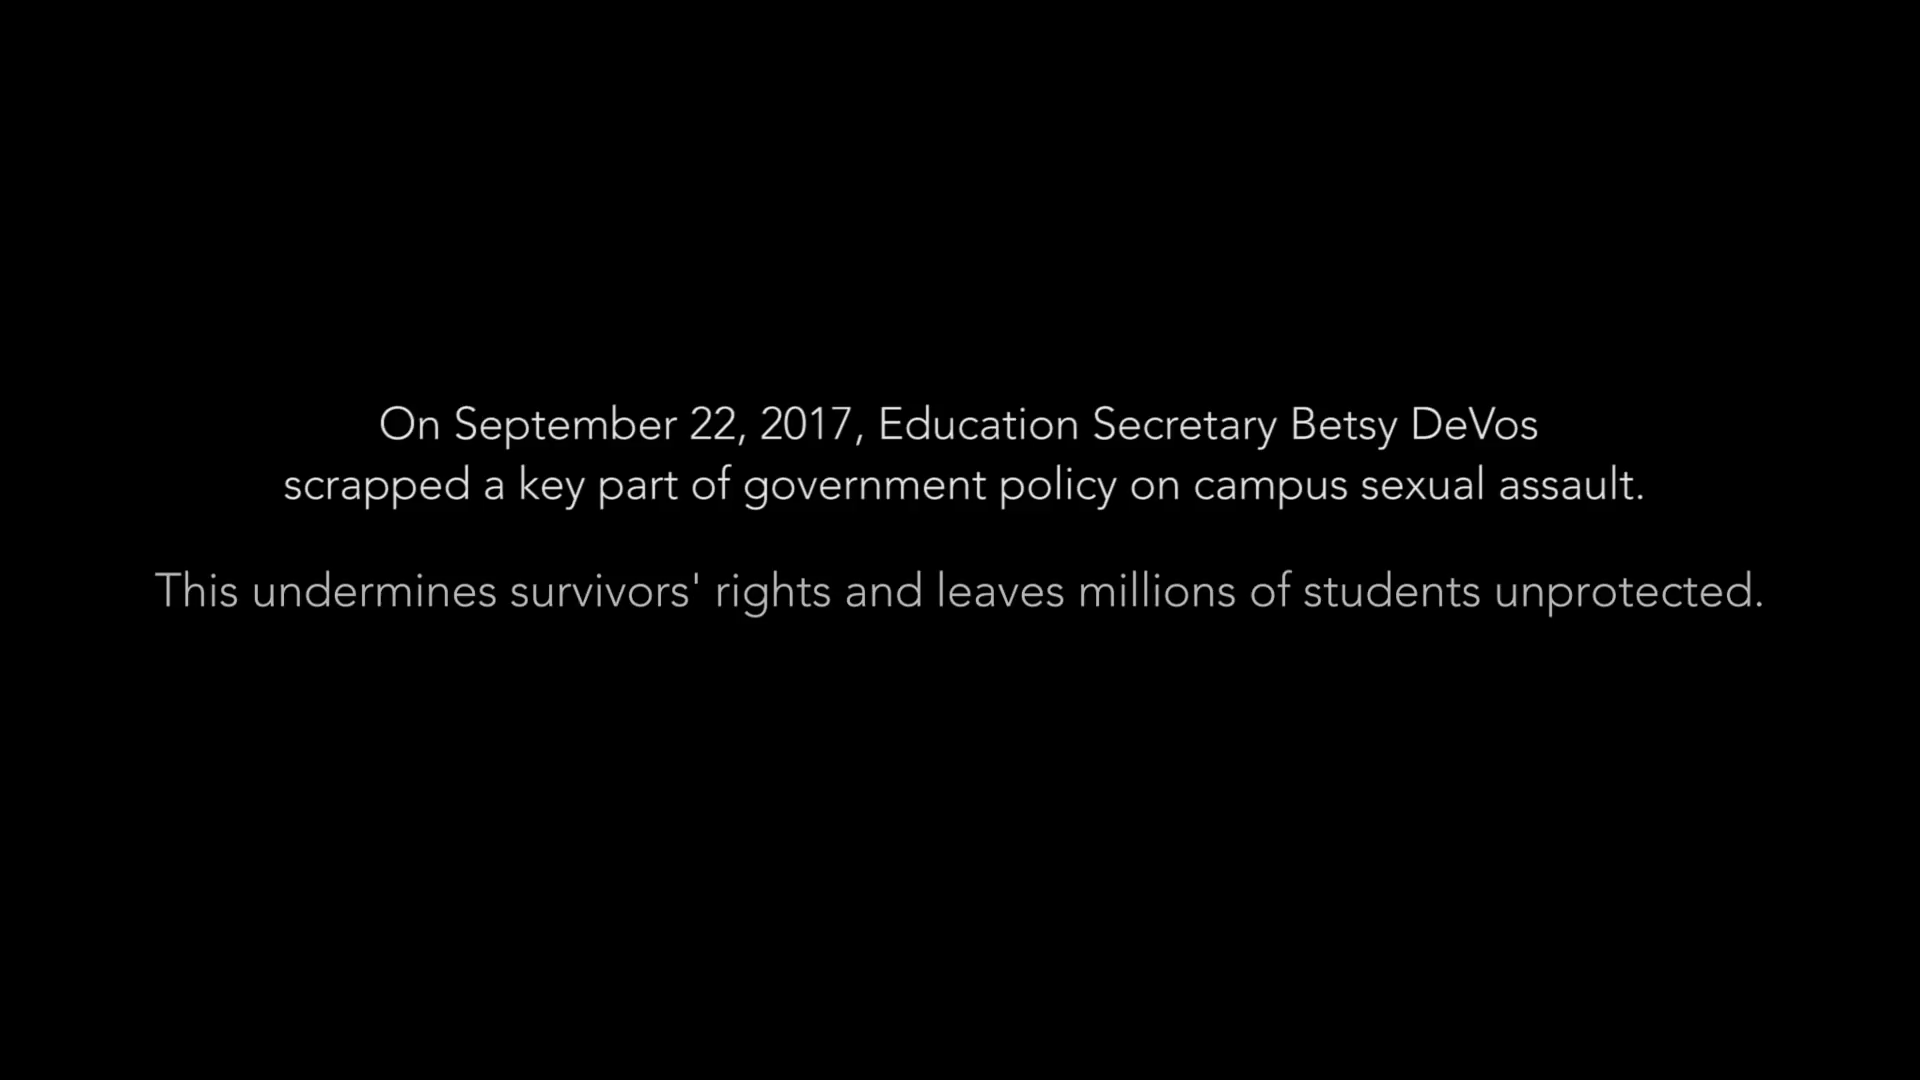 On September 22, 2017, Education Secretary Betsy DeVos
scrapped a key part of government policy on campus sexual assault.
This undermines survivors' rights and leaves millions of students unprotected.